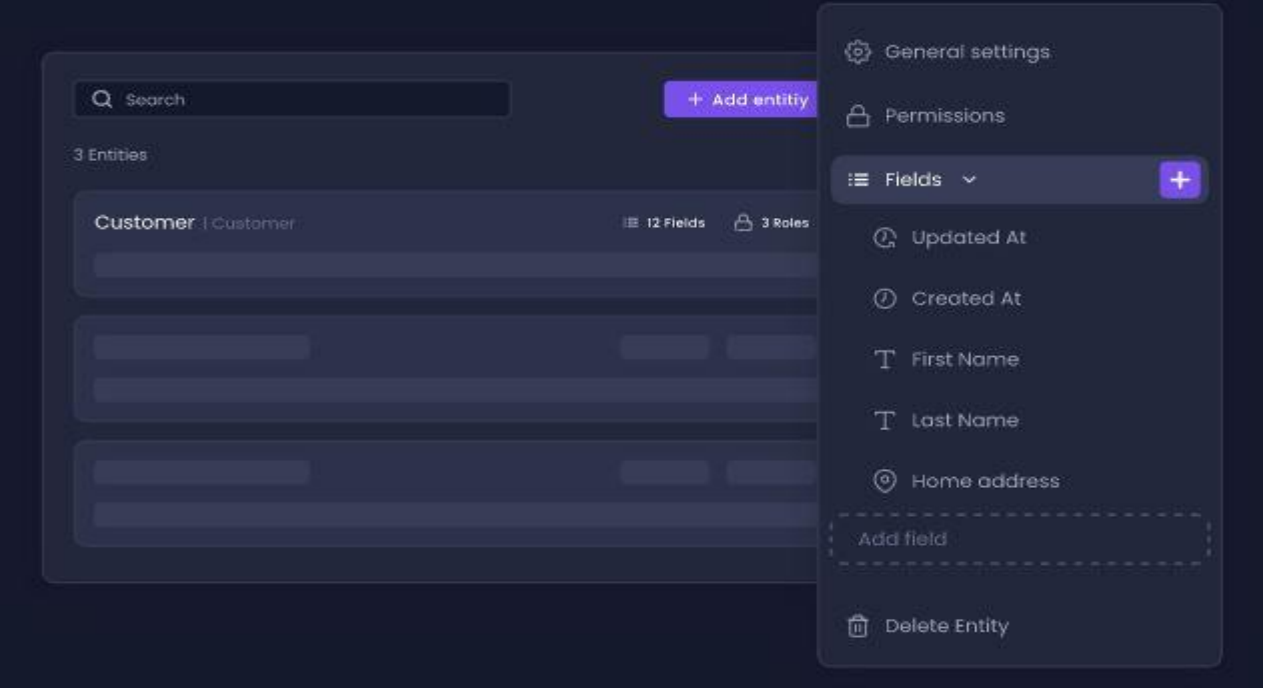 Search
+ Add entitiy
3 Entities
Customer | Customer
12 Fields
3 Roles
General settings
Permissions
Fields
Updated At
Created At
First Name
Last Name
Home address
Add field
Delete Entity